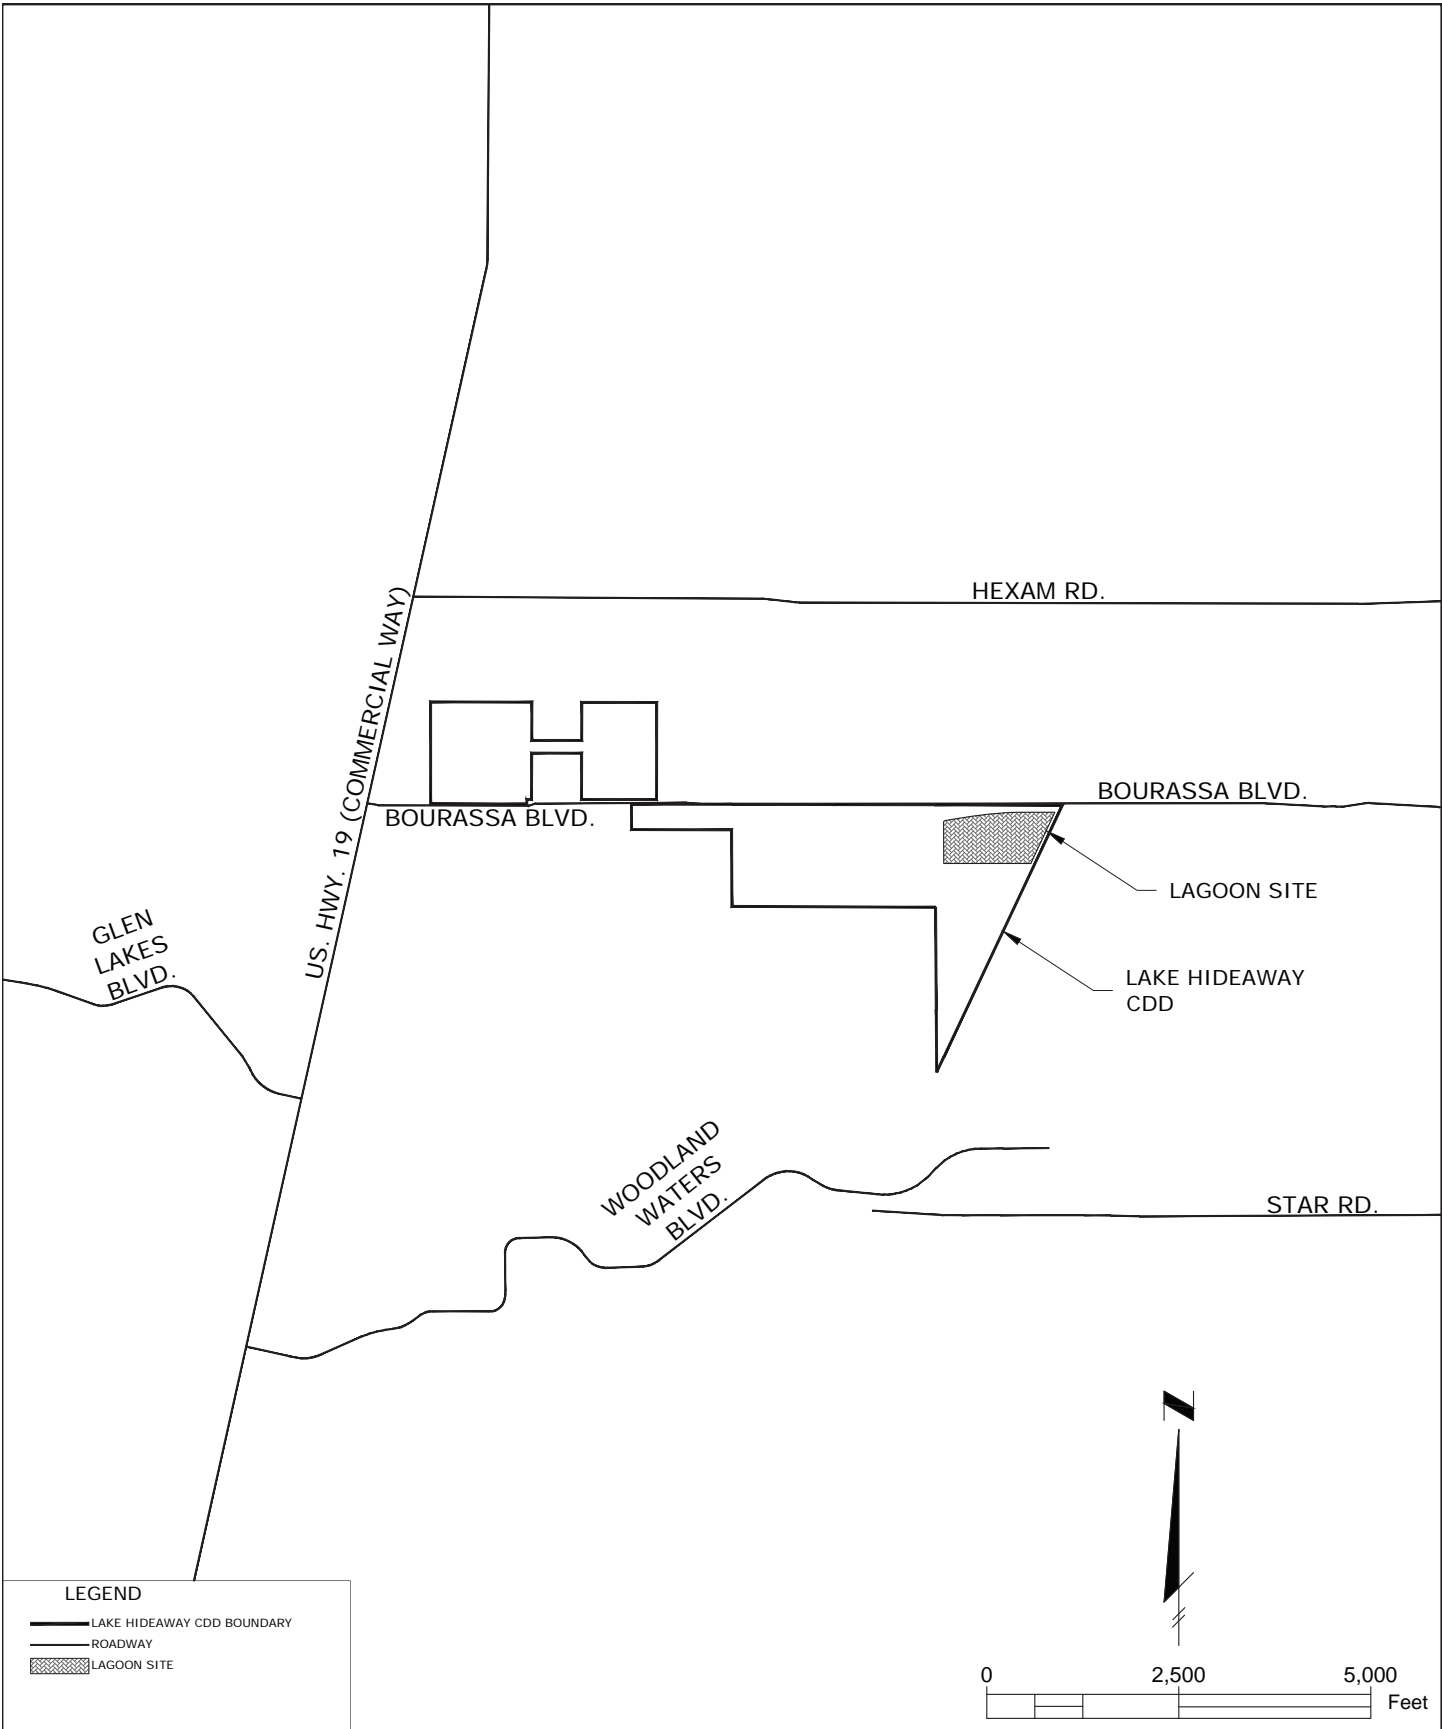 HEXAM RD.
US. HWY. 19 (COMMERCIAL WAY)
BOURASSA BLVD.
BOURASSA BLVD.
LAGOON SITE
GLEN
LAKES
BLVD.
LAKE HIDEAWAY
CDD
WOODLAND
WATERS
BLVD.
STAR RD.
N
LEGEND
LAKE HIDEAWAY CDD BOUNDARY
ROADWAY
LAGOON SITE
0 2,500 5,000
Feet